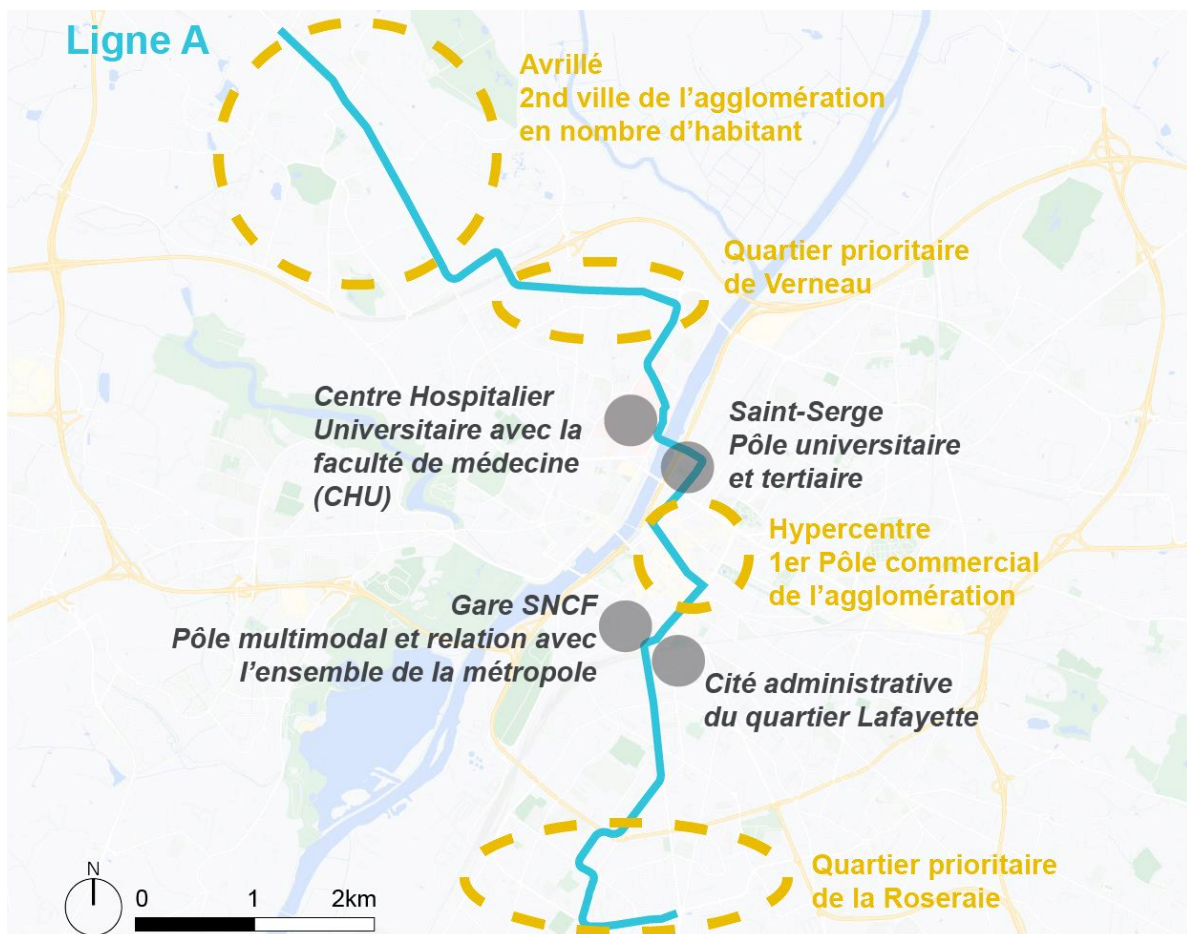 Ligne A
Avrillé
2nd ville de l'agglomération
en nombre d'habitant
Quartier prioritaire
de Verneau
Centre Hospitalier
Universitaire avec la
faculté de médecine
(CHU)
Saint-Serge
Pôle universitaire
et tertiaire
Hypercentre
1er Pôle commercial
de l'agglomération
Gare SNCF
Pôle multimodal et relation avec
l'ensemble de la métropole
Cité administrative
du quartier Lafayette
Quartier prioritaire
de la Roseraie
N
0 1 2km